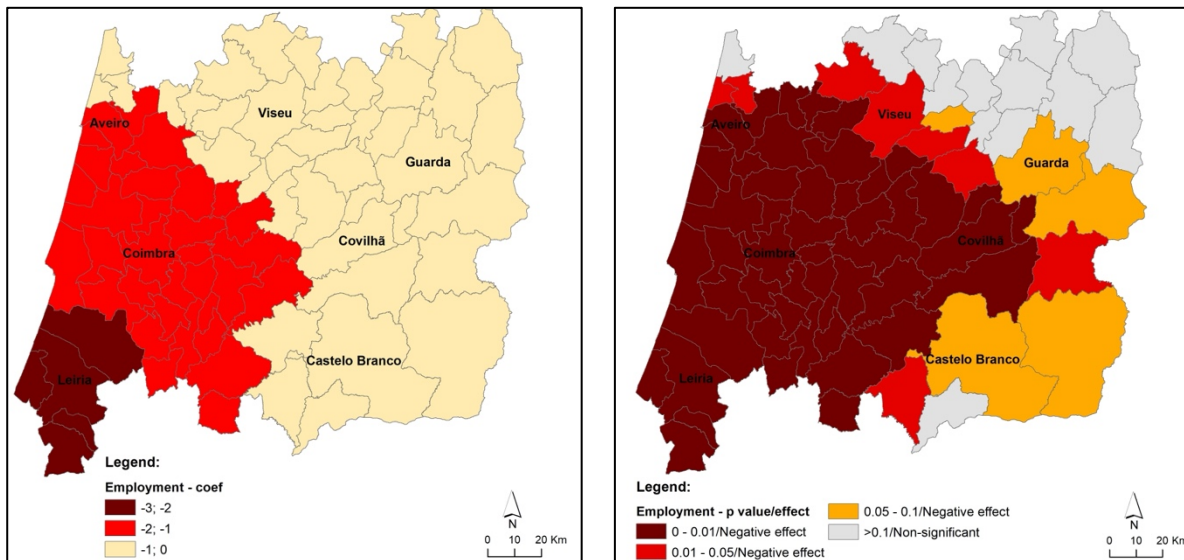 Viseu
Aveiro
Guarda
Coimbra
Covilhã
Castelo Branco
Leiria
Legend:
Employment - coef
-3; -2
-2; -1
-1; 0
N
0 10 20 Km
Viseu
Aveiro
Guarda
Coimbra
Covilhã
Castelo Branco
Leiria
Legend:
Employment - p value/effect
0 - 0.01/Negative effect
0.01 - 0.05/Negative effect
0.05 - 0.1/Negative effect
>0.1/Non-significant
N
0 10 20 Km